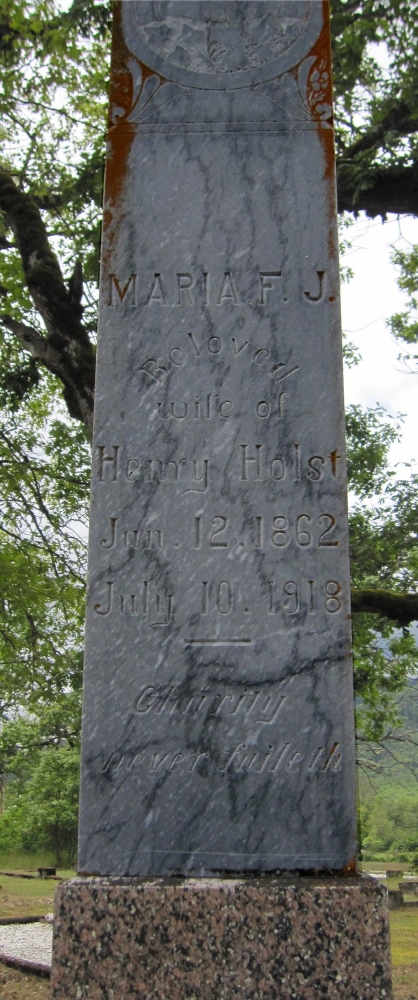 MARIA F. J.
Beloved
wife of
Henry Holst
Jun. 12. 1862
July 10. 1918
Charity
never faileth